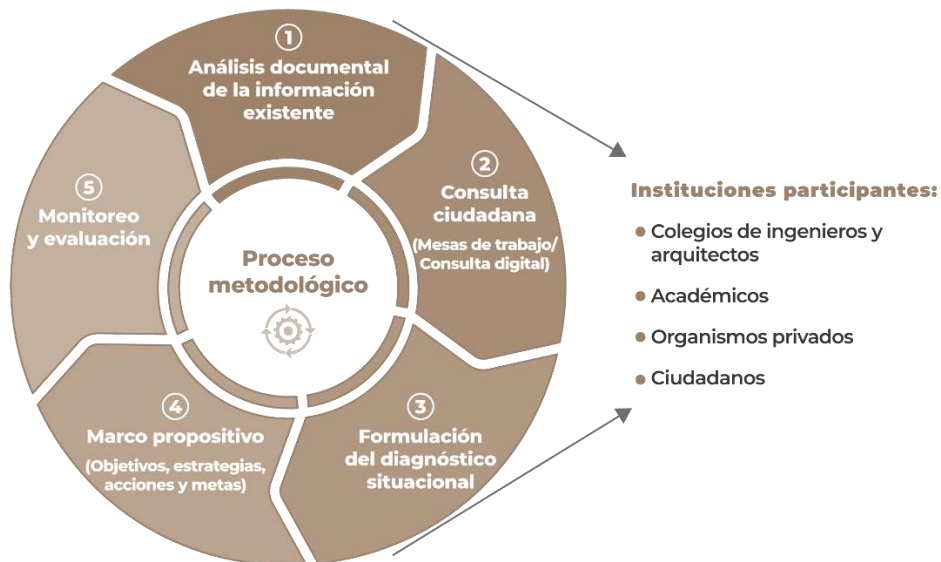 1
Análisis documental
de la información
existente
2
Consulta
ciudadana
(Mesas de trabajo/
Consulta digital)
3
Formulación
del diagnóstico
situacional
4
Marco propositivo
(Objetivos, estrategias,
acciones y metas)
5
Monitoreo
y evaluación
Proceso
metodológico
Instituciones participantes:
• Colegios de ingenieros y
arquitectos
• Académicos
• Organismos privados
• Ciudadanos